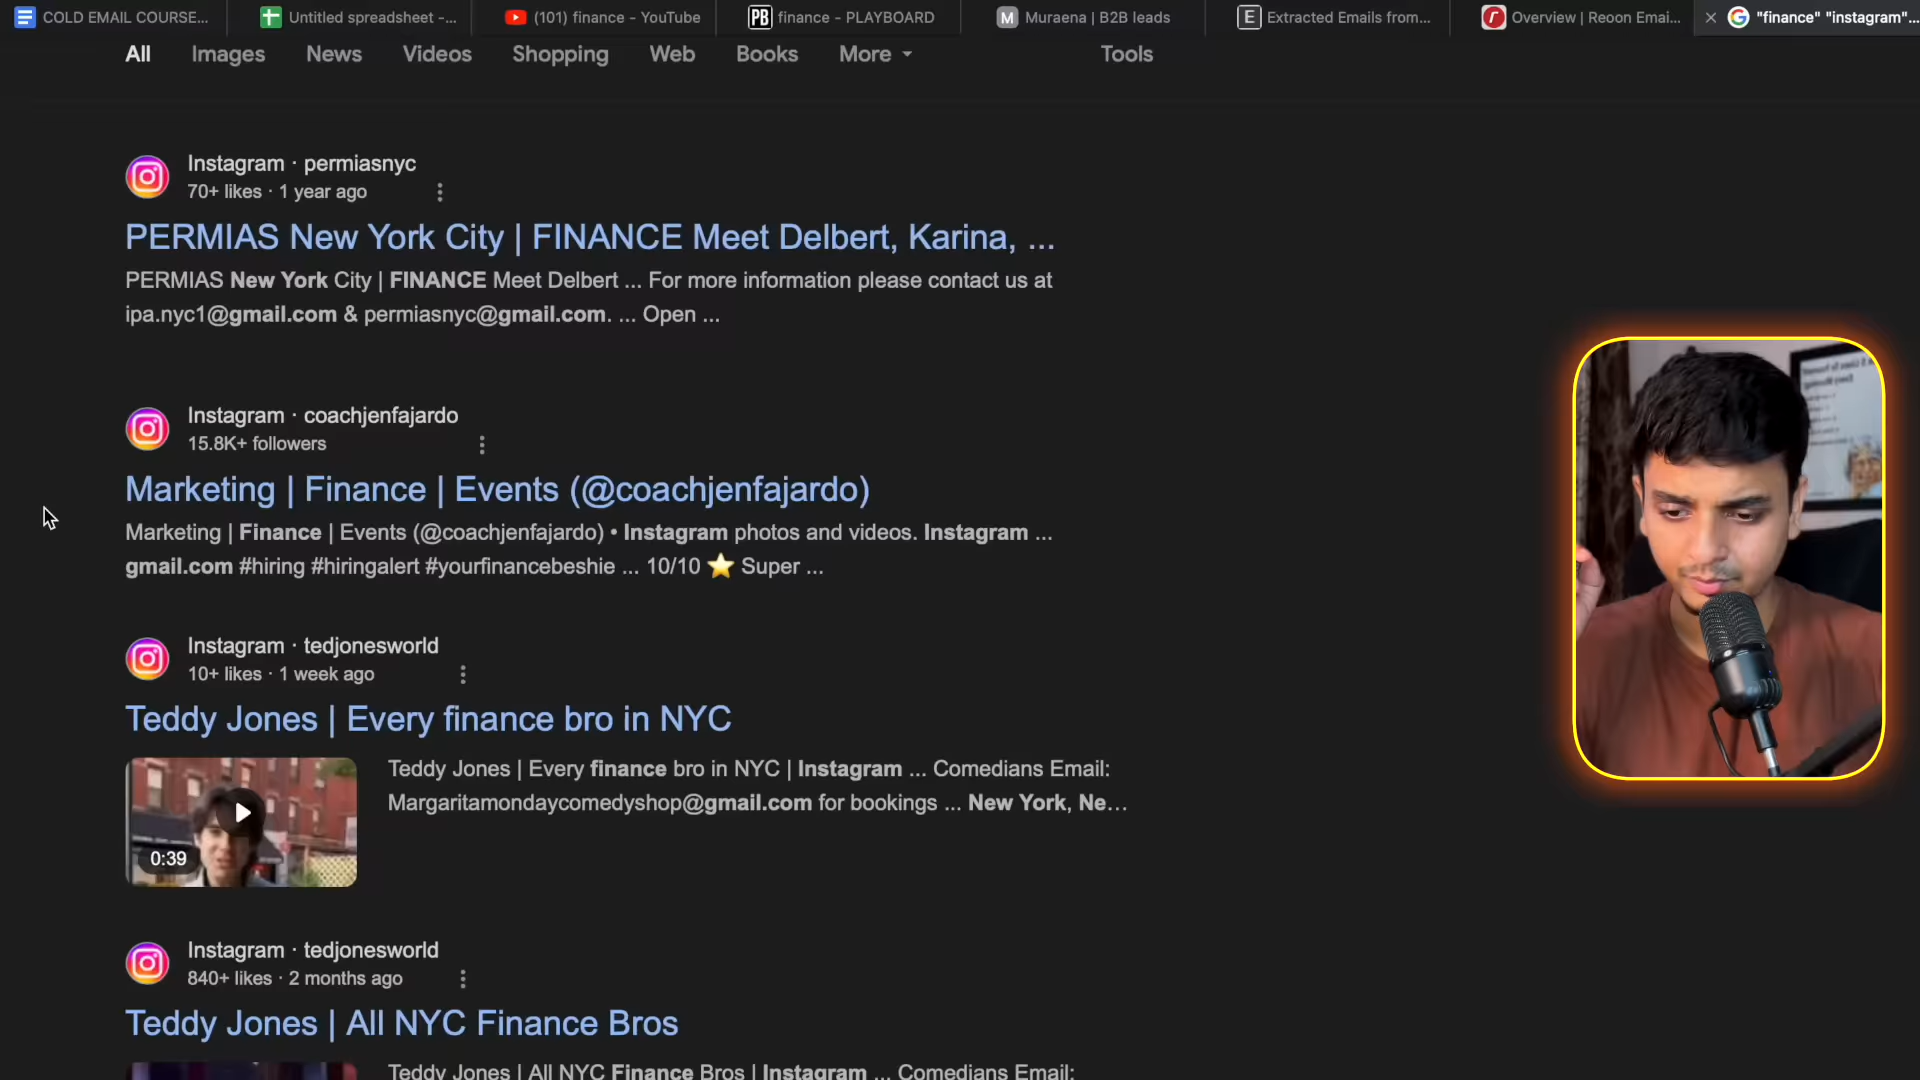 COLD EMAIL COURSE...
Untitled spreadsheet -...
(101) finance - YouTube
PB finance - PLAYBOARD
M Muraena | B2B leads
E Extracted Emails from...
Overview | Reoon Emai...
"finance" "instagram"...
All Images News Videos Shopping Web Books More Tools
Instagram · permiasnyc
70+ likes · 1 year ago
PERMIAS New York City | FINANCE Meet Delbert, Karina, ...
PERMIAS New York City | FINANCE Meet Delbert ... For more information please contact us at
ipa.nyc1@gmail.com & permiasnyc@gmail.com. ... Open ...
Instagram · coachjenfajardo
15.8K+ followers
Marketing | Finance | Events (@coachjenfajardo)
Marketing | Finance | Events (@coachjenfajardo) • Instagram photos and videos. Instagram ...
gmail.com #hiring #hiringalert #yourfinancebeshie ... 10/10 ⭐ Super ...
Instagram · tedjonesworld
10+ likes · 1 week ago
Teddy Jones | Every finance bro in NYC
0:39
Teddy Jones | Every finance bro in NYC | Instagram ... Comedians Email:
Margaritamondaycomedyshop@gmail.com for bookings ... New York, Ne...
Instagram · tedjonesworld
840+ likes · 2 months ago
Teddy Jones | All NYC Finance Bros
Teddy Jones | All NYC Finance Bros | Instagram ... Comedians Email: